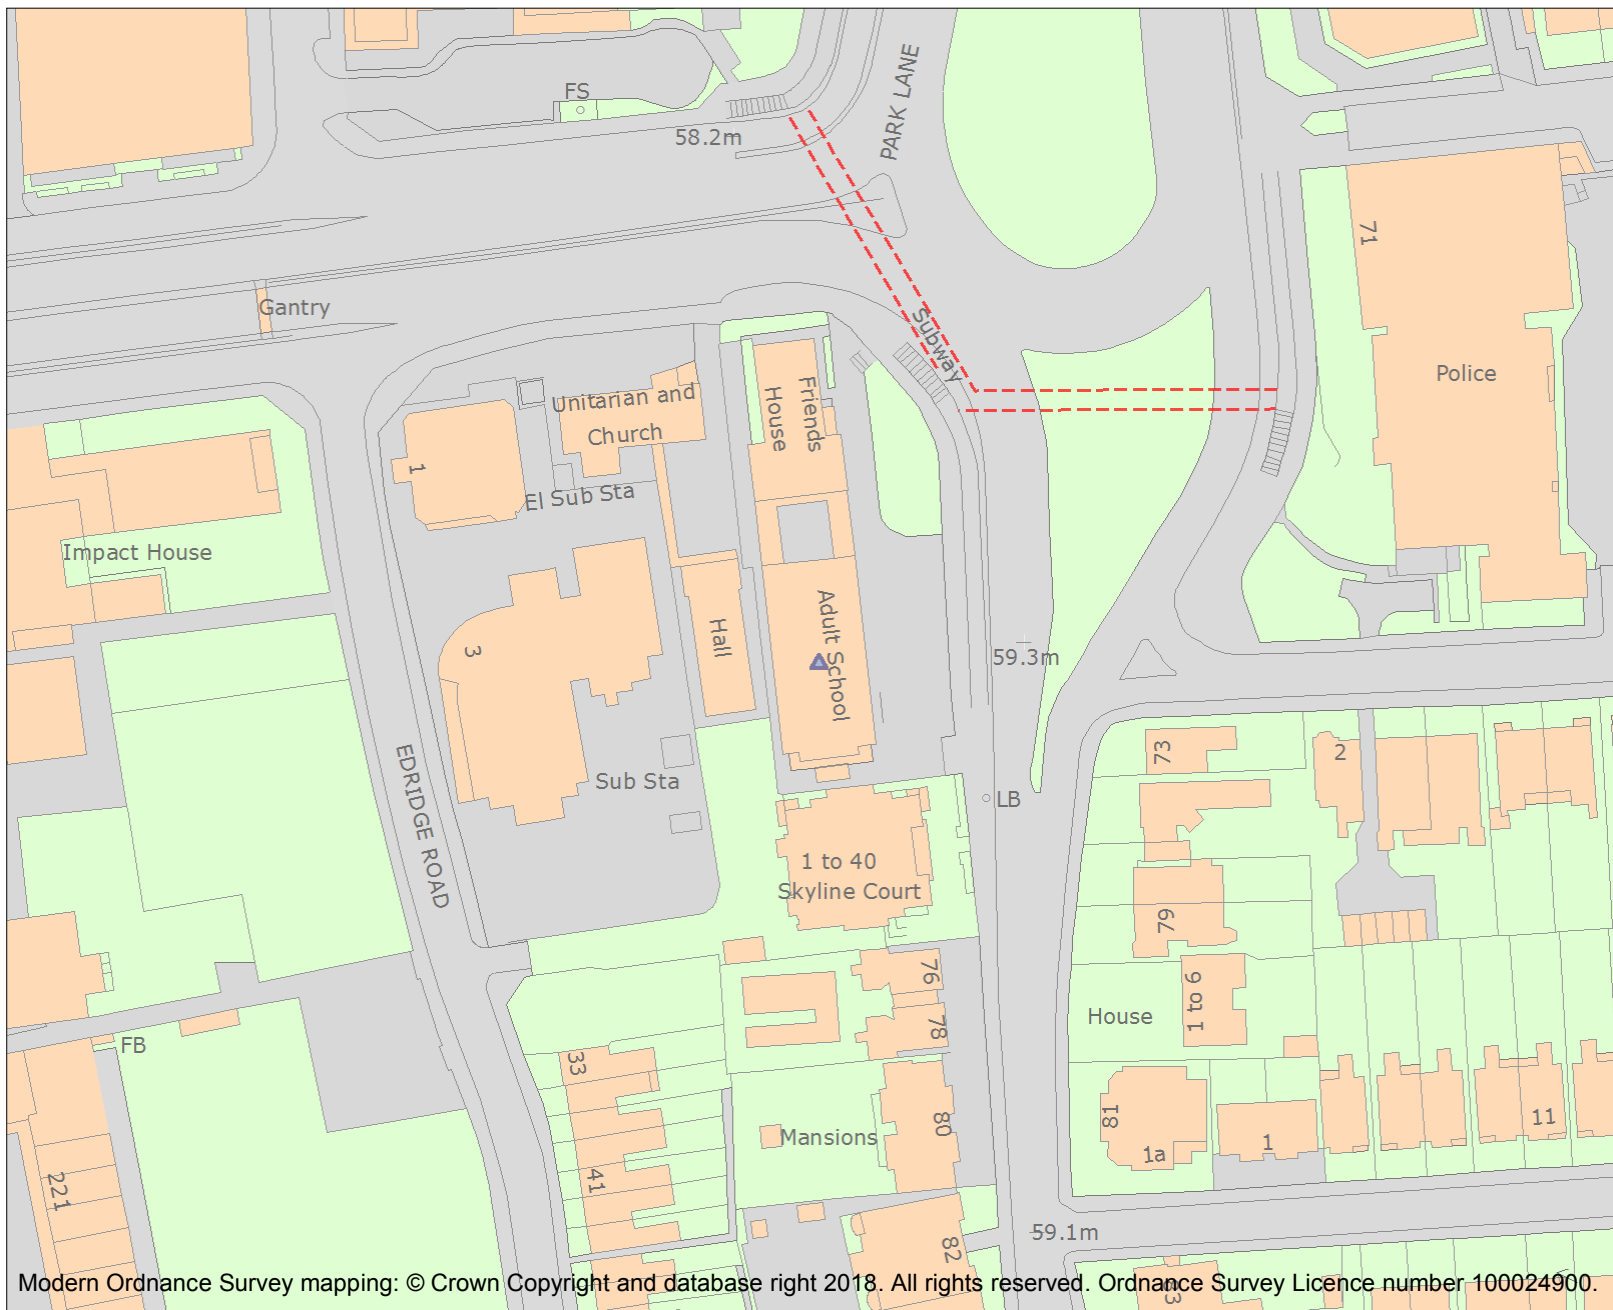 FS
PARK LANE
58.2m
71
Gantry
Subway
Police
Friends
House
Unitarian and
Church
1
El Sub Sta
Impact House
Adult School
Hall
3
59.3m
EDRIDGE ROAD
Sub Sta
LB
73
2
1 to 40
Skyline Court
79
76
78
1 to 6
House
FB
33
80
Mansions
81
1a
1
11
41
221
59.1m
82
83
Modern Ordnance Survey mapping: © Crown Copyright and database right 2018. All rights reserved. Ordnance Survey Licence number 100024900.